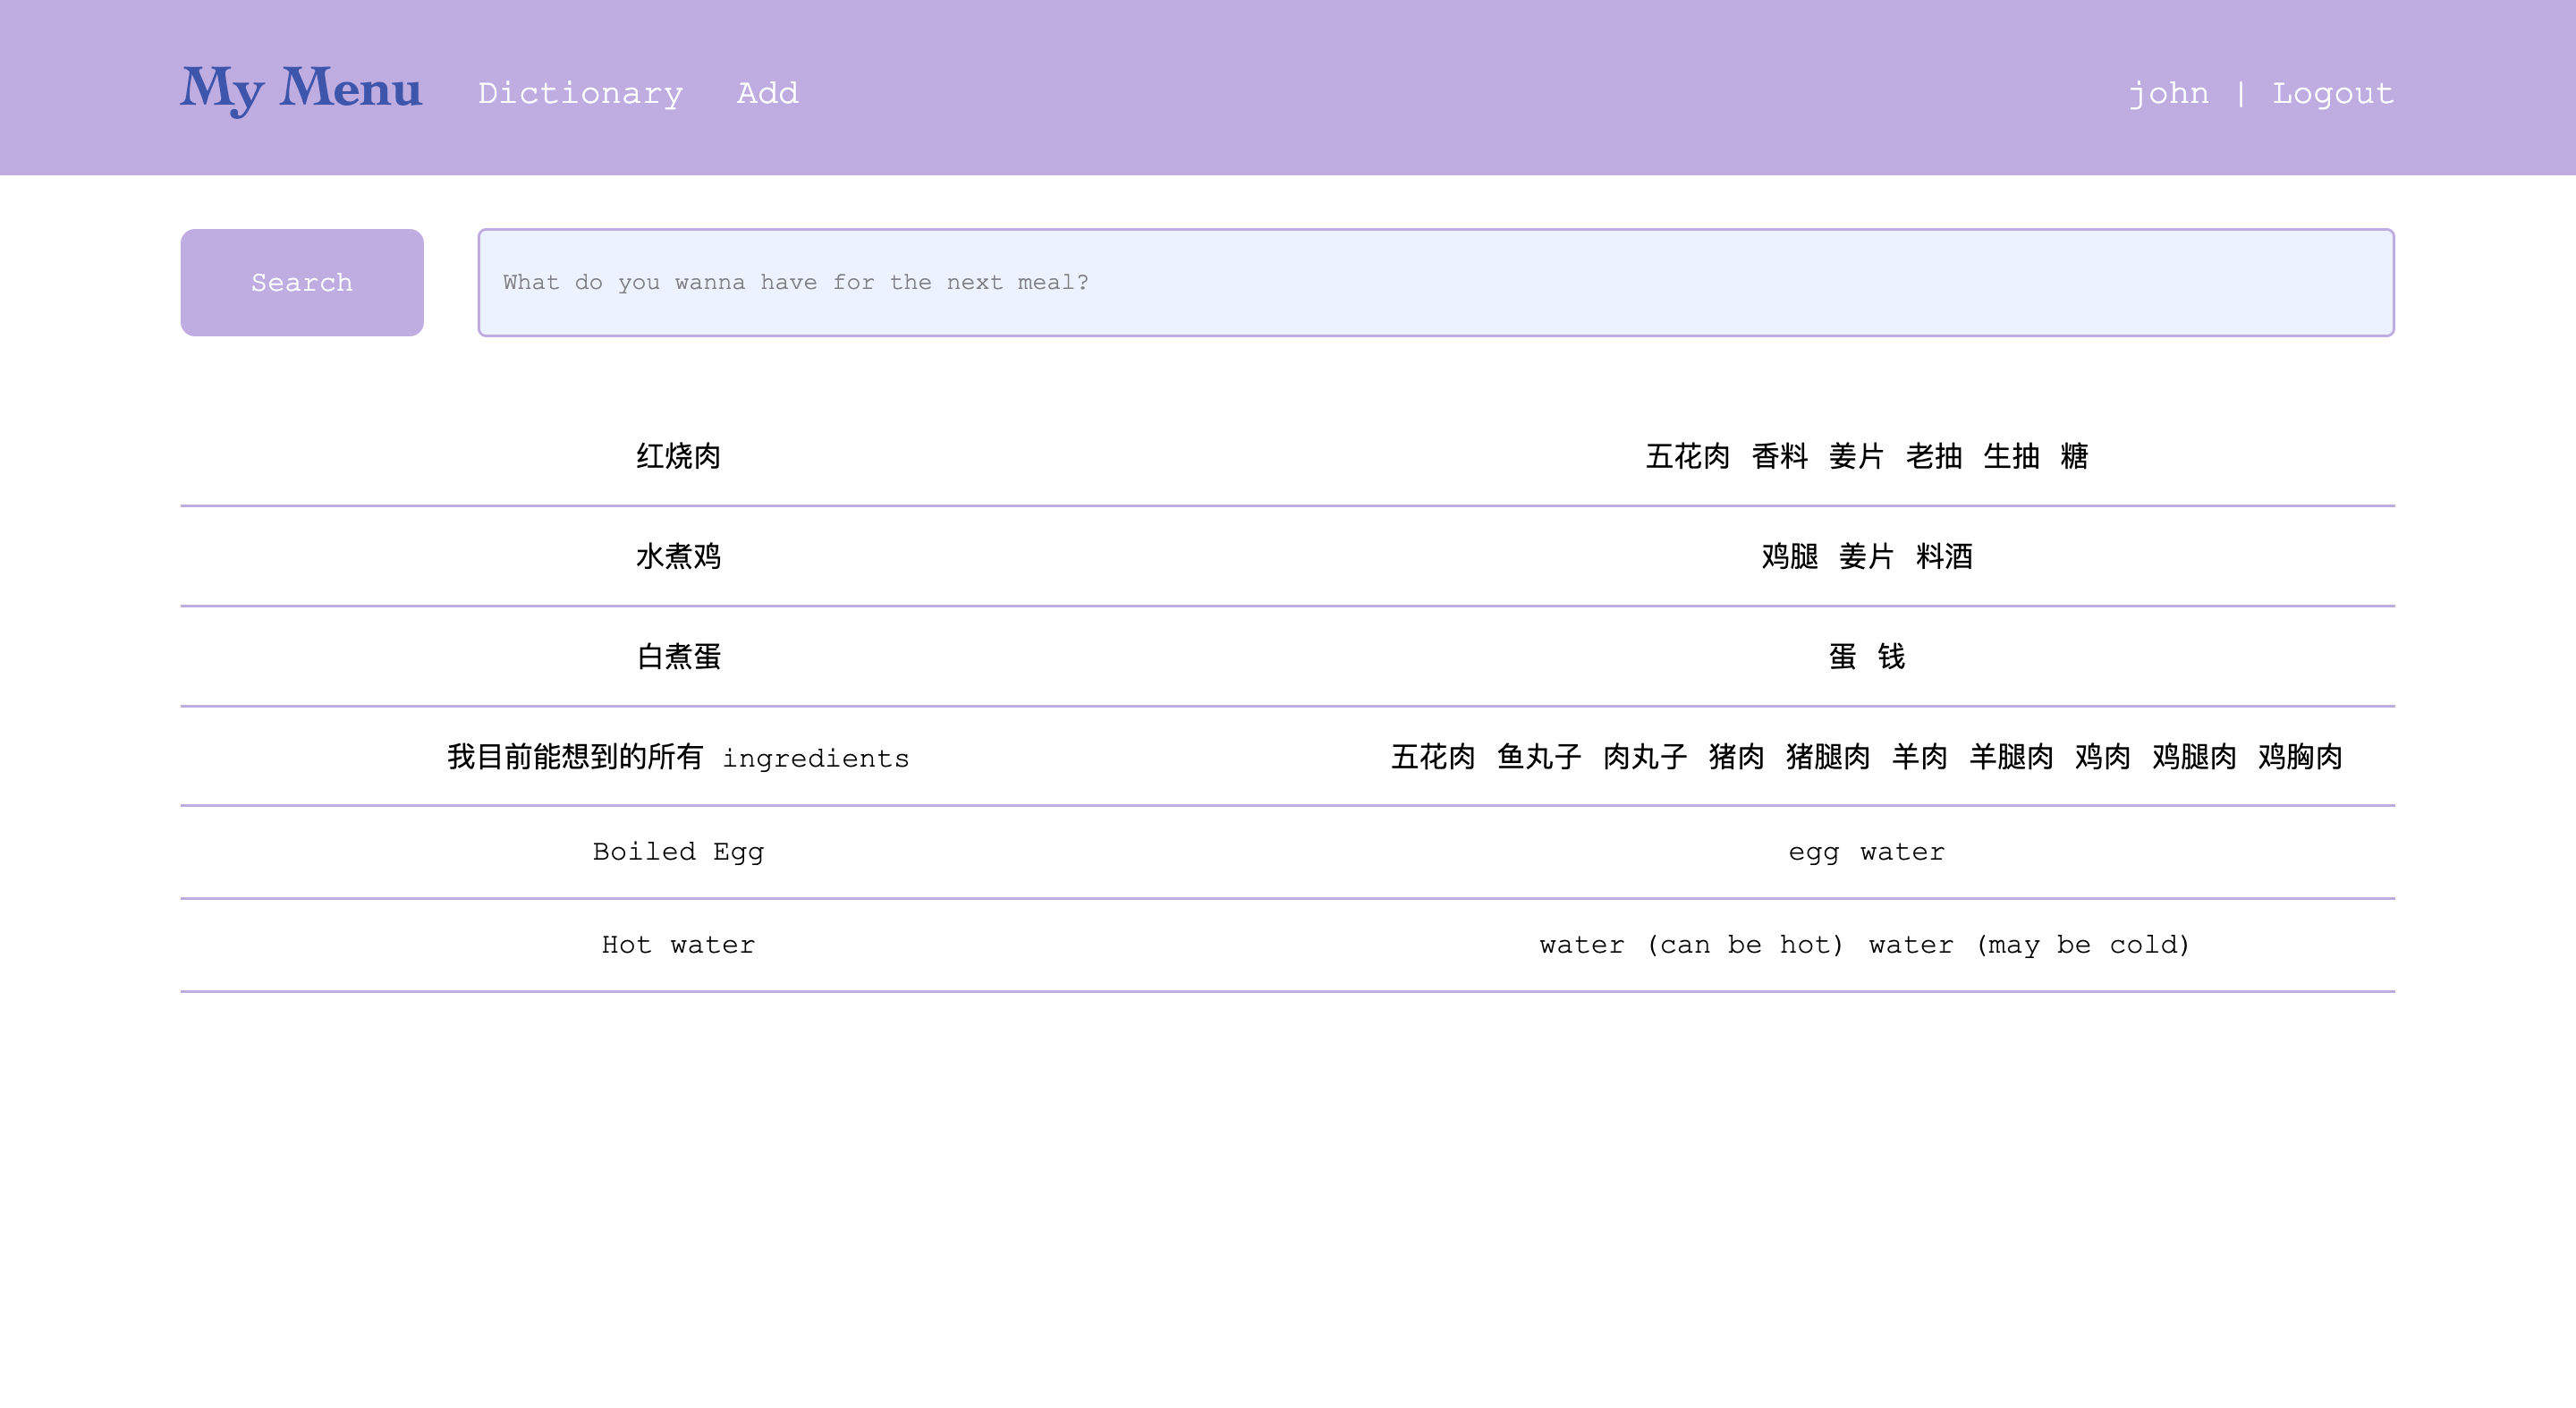 My Menu Dictionary Add john | Logout
Search What do you wanna have for the next meal?
红烧肉 五花肉 香料 姜片 老抽 生抽 糖
水煮鸡 鸡腿 姜片 料酒
白煮蛋 蛋 钱
我目前能想到的所有 ingredients 五花肉 鱼丸子 肉丸子 猪肉 猪腿肉 羊肉 羊腿肉 鸡肉 鸡腿肉 鸡胸肉
Boiled Egg egg water
Hot water water (can be hot) water (may be cold)